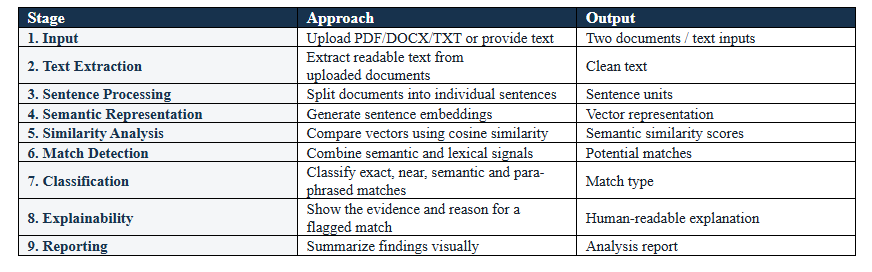 Stage Approach Output
1. Input Upload PDF/DOCX/TXT or provide text Two documents / text inputs
2. Text Extraction Extract readable text from
uploaded documents Clean text
3. Sentence Processing Split documents into individual sentences Sentence units
4. Semantic Representation Generate sentence embeddings Vector representation
5. Similarity Analysis Compare vectors using cosine similarity Semantic similarity scores
6. Match Detection Combine semantic and lexical signals Potential matches
7. Classification Classify exact, near, semantic and para-
phrased matches Match type
8. Explainability Show the evidence and reason for a
flagged match Human-readable explanation
9. Reporting Summarize findings visually Analysis report